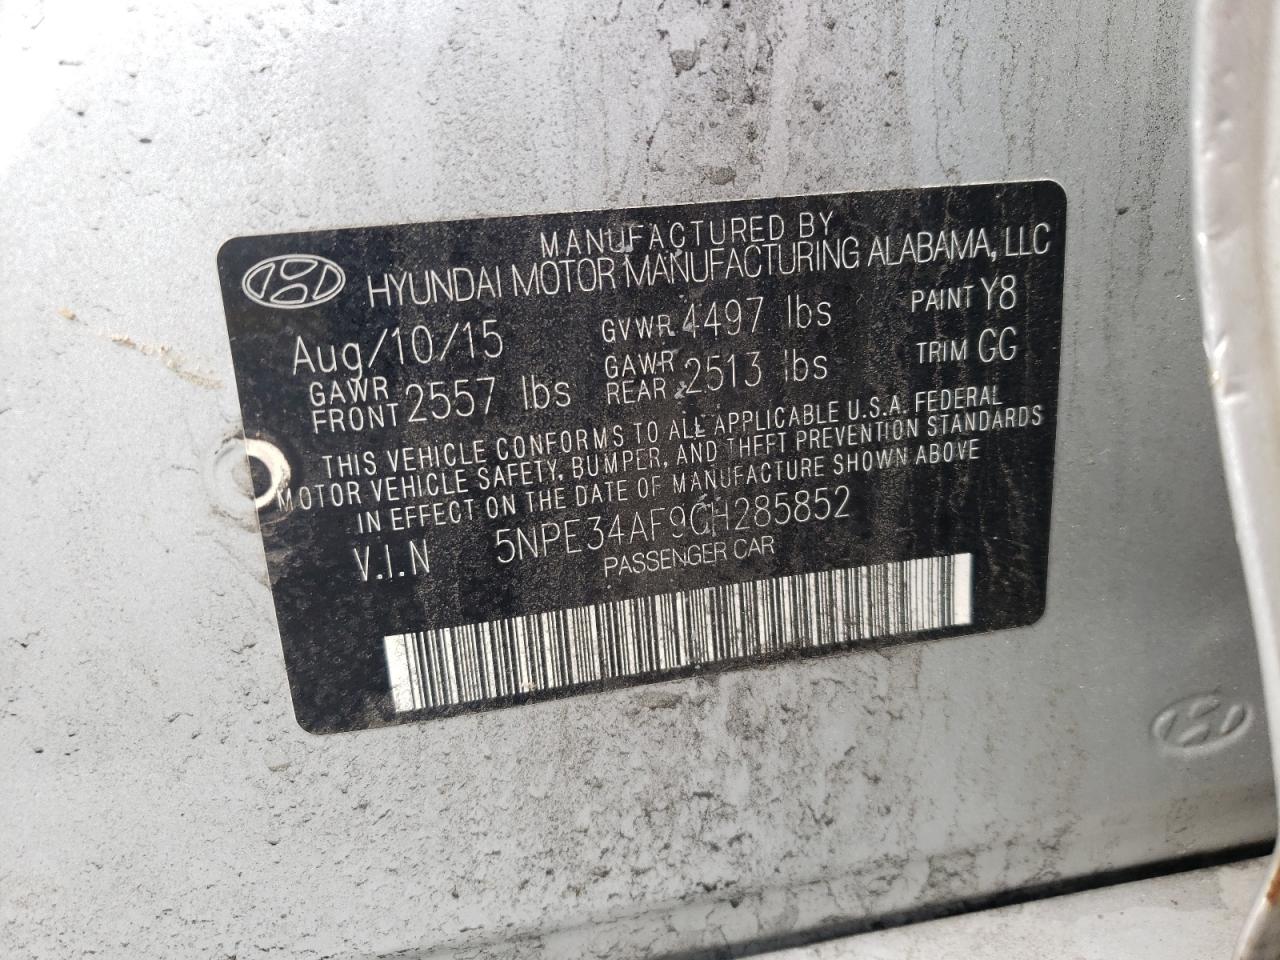 MANUFACTURED BY
HYUNDAI MOTOR MANUFACTURING ALABAMA, LLC
Aug/10/15 GVWR 4497 lbs PAINT Y8
GAWR FRONT 2557 lbs GAWR REAR 2513 lbs TRIM GG
THIS VEHICLE CONFORMS TO ALL APPLICABLE U.S.A. FEDERAL
MOTOR VEHICLE SAFETY, BUMPER, AND THEFT PREVENTION STANDARDS
IN EFFECT ON THE DATE OF MANUFACTURE SHOWN ABOVE
V.I.N 5NPE34AF9GH285852
PASSENGER CAR